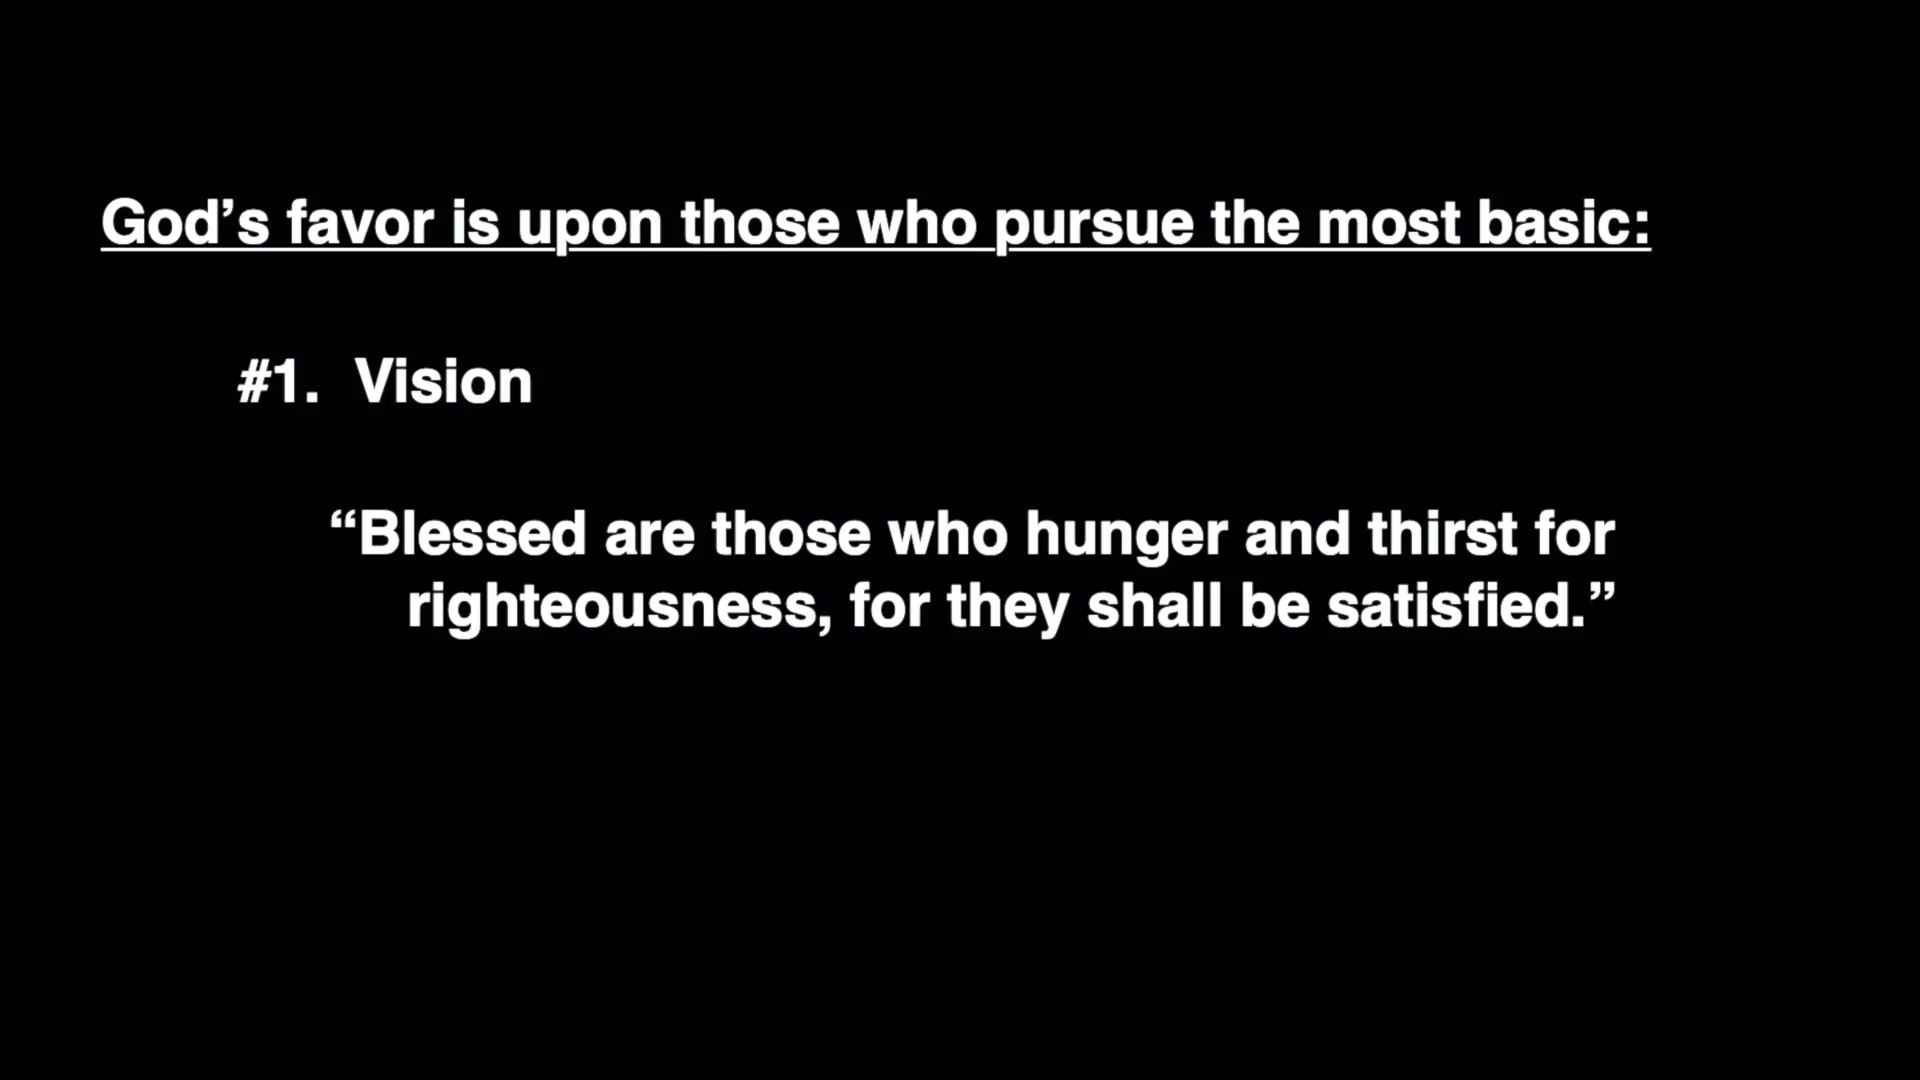 God’s favor is upon those who pursue the most basic:
#1. Vision
“Blessed are those who hunger and thirst for
righteousness, for they shall be satisfied.”